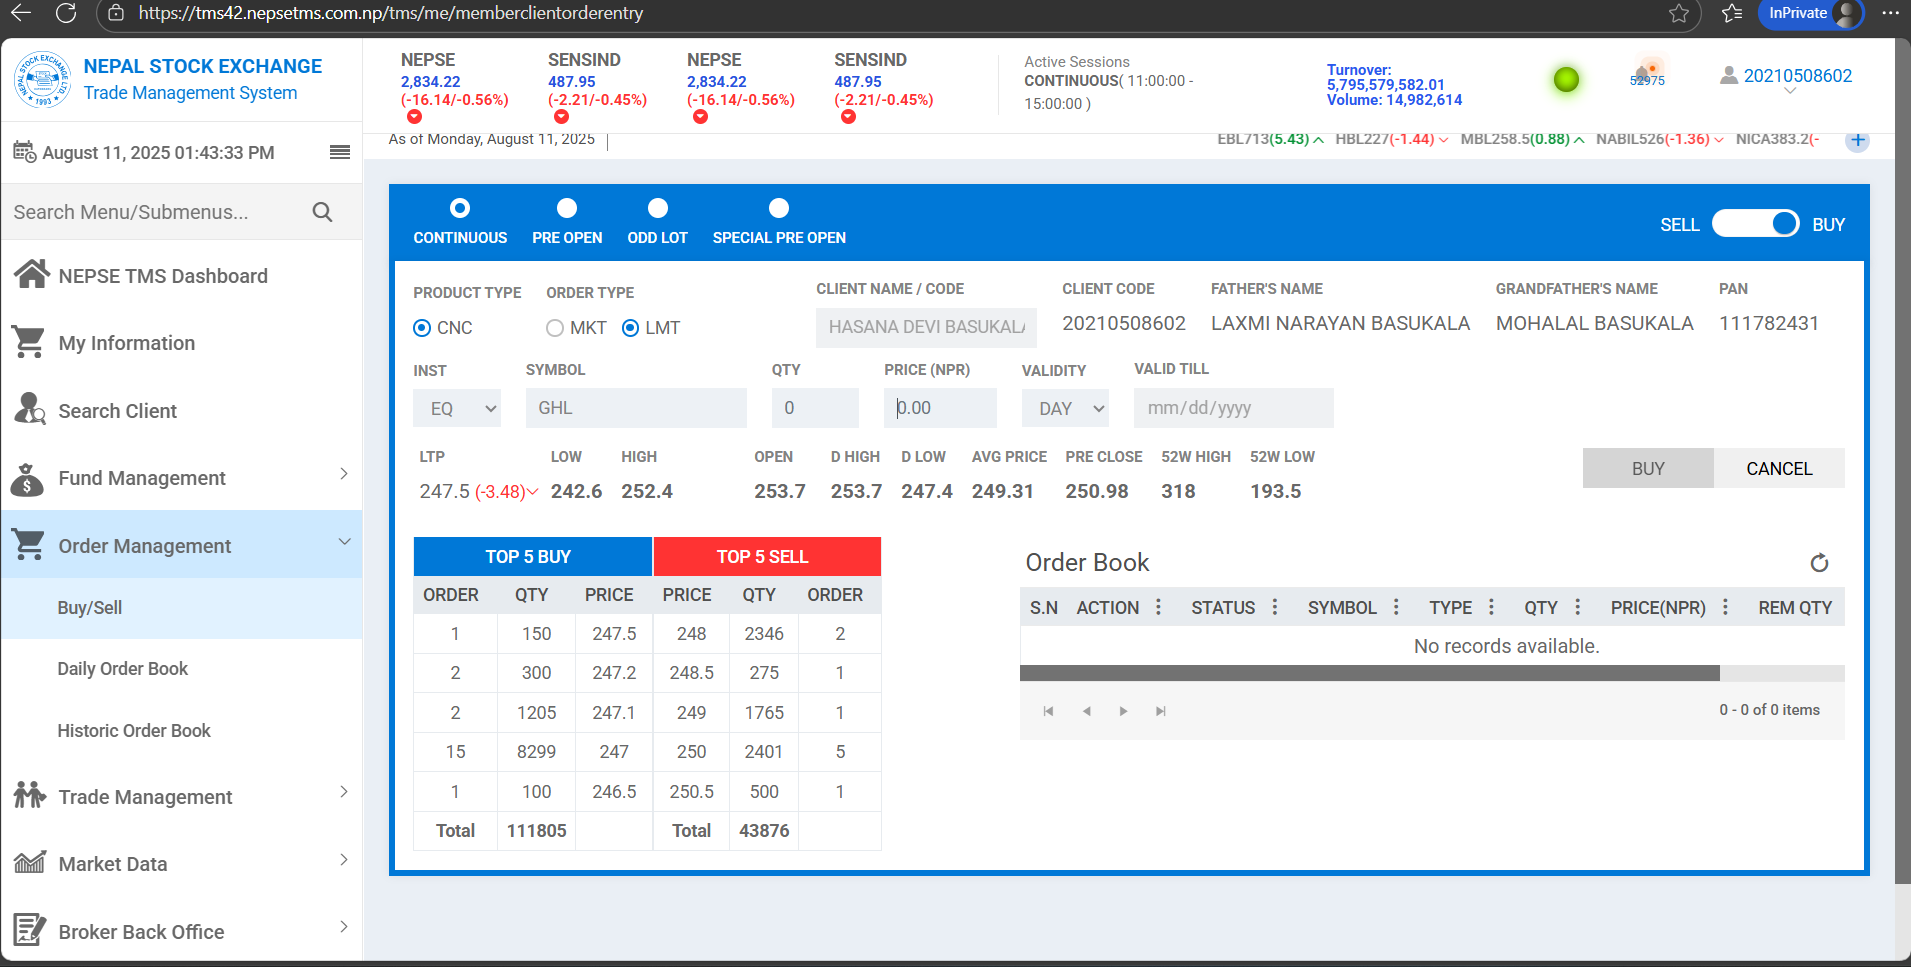 https://tms42.nepsetms.com.np/tms/me/memberclientorderentry
InPrivate
NEPAL STOCK EXCHANGE
Trade Management System
NEPSE
2,834.22
(-16.14/-0.56%)
SENSIND
487.95
(-2.21/-0.45%)
NEPSE
2,834.22
(-16.14/-0.56%)
SENSIND
487.95
(-2.21/-0.45%)
Active Sessions
CONTINUOUS( 11:00:00 -
15:00:00 )
Turnover:
5,795,579,582.01
Volume: 14,982,614
52975
20210508602
As of Monday, August 11, 2025
EBL713(5.43) HBL227(-1.44) MBL258.5(0.88) NABIL526(-1.36) NICA383.2(-
August 11, 2025 01:43:33 PM
Search Menu/Submenus...
NEPSE TMS Dashboard
My Information
Search Client
Fund Management
Order Management
Buy/Sell
Daily Order Book
Historic Order Book
Trade Management
Market Data
Broker Back Office
CONTINUOUS PRE OPEN ODD LOT SPECIAL PRE OPEN
SELL BUY
PRODUCT TYPE ORDER TYPE CLIENT NAME / CODE CLIENT CODE FATHER'S NAME GRANDFATHER'S NAME PAN
CNC MKT LMT HASANA DEVI BASUKALA 20210508602 LAXMI NARAYAN BASUKALA MOHALAL BASUKALA 111782431
INST SYMBOL QTY PRICE (NPR) VALIDITY VALID TILL
EQ GHL 0 0.00 DAY mm/dd/yyyy
LTP LOW HIGH OPEN D HIGH D LOW AVG PRICE PRE CLOSE 52W HIGH 52W LOW
247.5 (-3.48) 242.6 252.4 253.7 253.7 247.4 249.31 250.98 318 193.5
BUY CANCEL
TOP 5 BUY TOP 5 SELL
ORDER QTY PRICE PRICE QTY ORDER
1 150 247.5 248 2346 2
2 300 247.2 248.5 275 1
2 1205 247.1 249 1765 1
15 8299 247 250 2401 5
1 100 246.5 250.5 500 1
Total 111805 Total 43876
Order Book
S.N ACTION STATUS SYMBOL TYPE QTY PRICE(NPR) REM QTY
No records available.
0 - 0 of 0 items